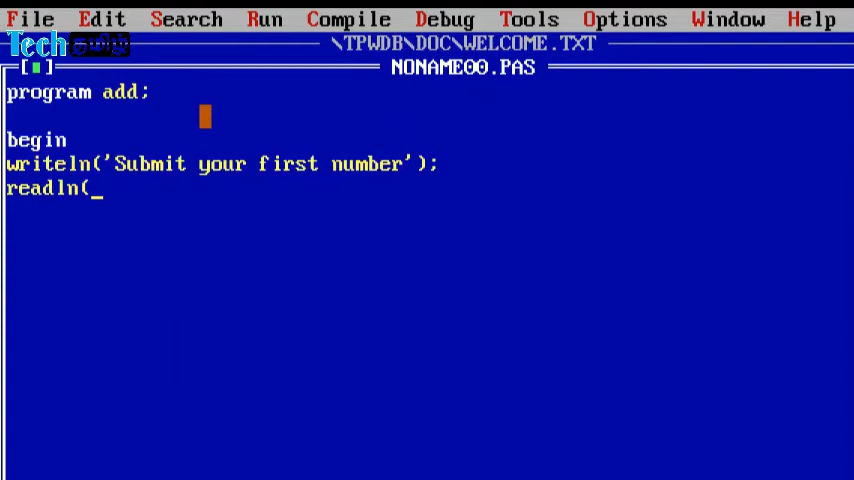 File Edit Search Run Compile Debug Tools Options Window Help
Tech தமிழ்
\TPWDB\DOC\WELCOME.TXT
[■] NONAME00.PAS
program add;
begin
writeln('Submit your first number');
readln(_